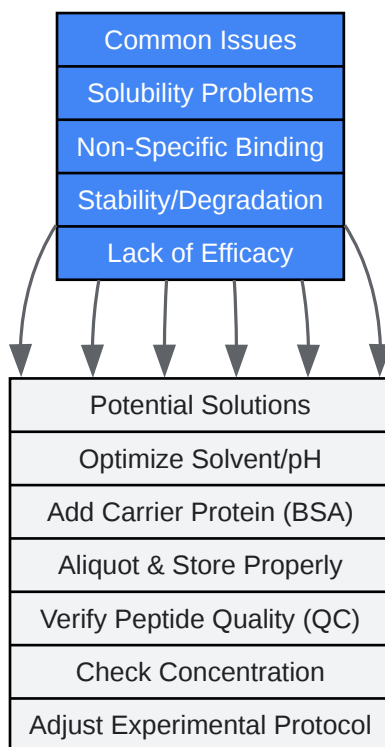 Common Issues
Solubility Problems
Non-Specific Binding
Stability/Degradation
Lack of Efficacy
Potential Solutions
Optimize Solvent/pH
Add Carrier Protein (BSA)
Aliquot & Store Properly
Verify Peptide Quality (QC)
Check Concentration
Adjust Experimental Protocol